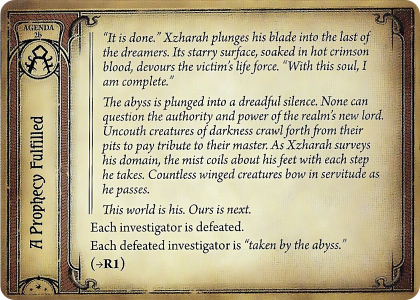 AGENDA
2b
A Prophecy Fulfilled
“It is done.” Xzharah plunges his blade into the last of
the dreamers. Its starry surface, soaked in hot crimson
blood, devours the victim’s life force. “With this soul, I
am complete.”
The abyss is plunged into a dreadful silence. None can
question the authority and power of the realm’s new lord.
Uncouth creatures of darkness crawl forth from their
pits to pay tribute to their master. As Xzharah surveys
his domain, the mist coils about his feet with each step
he takes. Countless winged creatures bow in servitude as
he passes.
This world is his. Ours is next.
Each investigator is defeated.
Each defeated investigator is “taken by the abyss.”
(→R1)